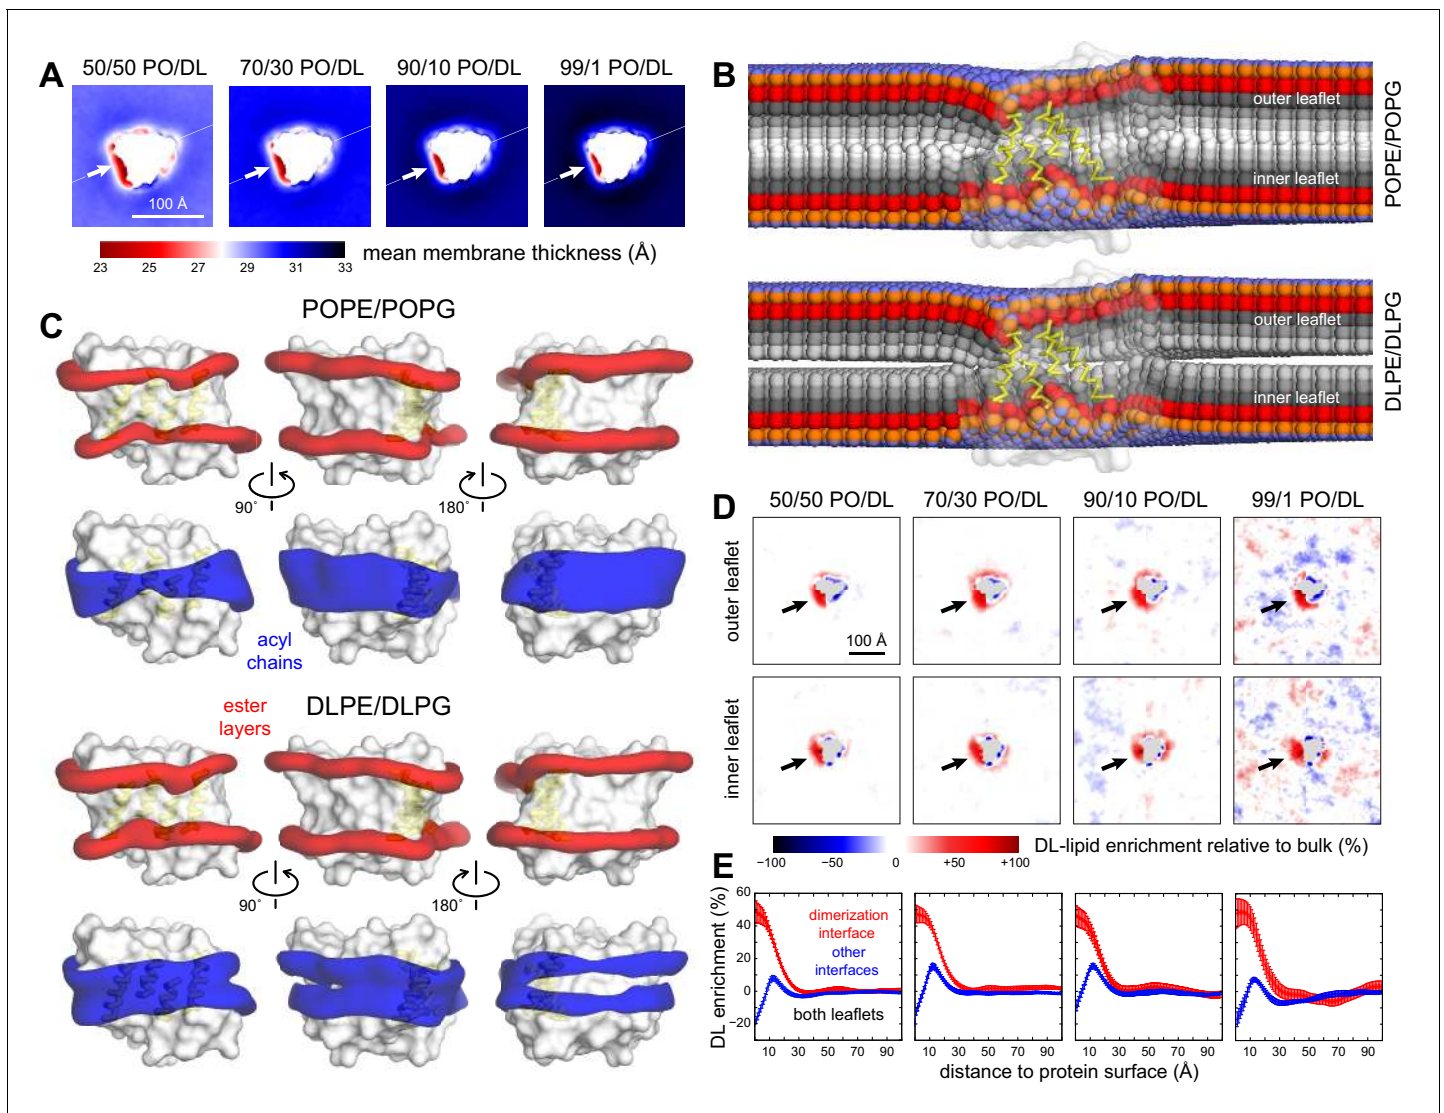 A
50/50 PO/DL
70/30 PO/DL
90/10 PO/DL
99/1 PO/DL
100 Å
23 25 27 29 31 33
mean membrane thickness (Å)
B
outer leaflet
inner leaflet
POPE/POPG
outer leaflet
inner leaflet
DLPE/DLPG
C
POPE/POPG
90°
180°
acyl
chains
ester
layers
DLPE/DLPG
90°
180°
D
50/50 PO/DL
70/30 PO/DL
90/10 PO/DL
99/1 PO/DL
outer leaflet
100 Å
inner leaflet
−100 −50 0 +50 +100
DL-lipid enrichment relative to bulk (%)
E
DL enrichment (%)
60
40
20
0
−20
dimerization
interface
other
interfaces
both leaflets
10 30 50 70 90
10 30 50 70 90
10 30 50 70 90
10 30 50 70 90
distance to protein surface (Å)